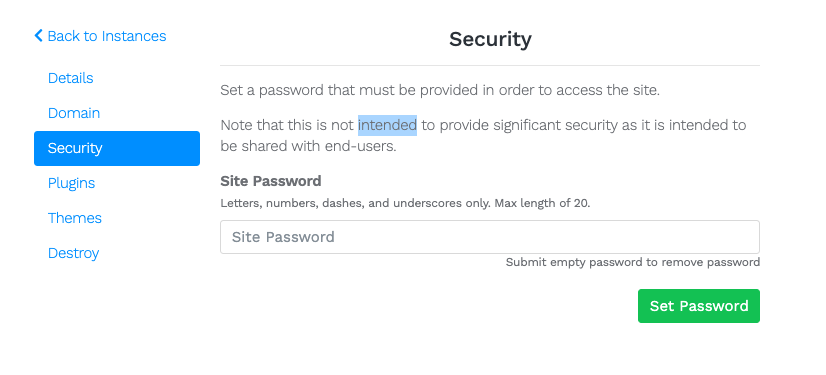 Back to Instances
Details
Domain
Security
Plugins
Themes
Destroy
Security
Set a password that must be provided in order to access the site.
Note that this is not intended to provide significant security as it is intended to
be shared with end-users.
Site Password
Letters, numbers, dashes, and underscores only. Max length of 20.
Site Password
Submit empty password to remove password
Set Password